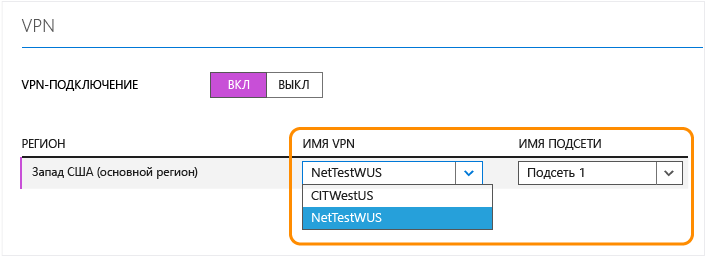 VPN
VPN-ПОДКЛЮЧЕНИЕ ВКЛ ВЫКЛ
РЕГИОН ИМЯ VPN ИМЯ ПОДСЕТИ
Запад США (основной регион) NetTestWUS Подсеть 1
CITWestUS
NetTestWUS